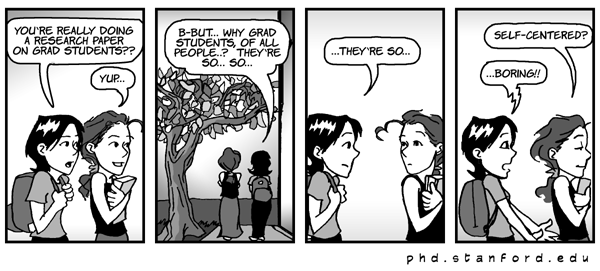 YOU'RE REALLY DOING
A RESEARCH PAPER
ON GRAD STUDENTS??
YUP...
B-BUT... WHY GRAD
STUDENTS, OF ALL
PEOPLE..? THEY'RE
SO... SO...
...THEY'RE SO...
SELF-CENTERED?
...BORING!!
phd.stanford.edu